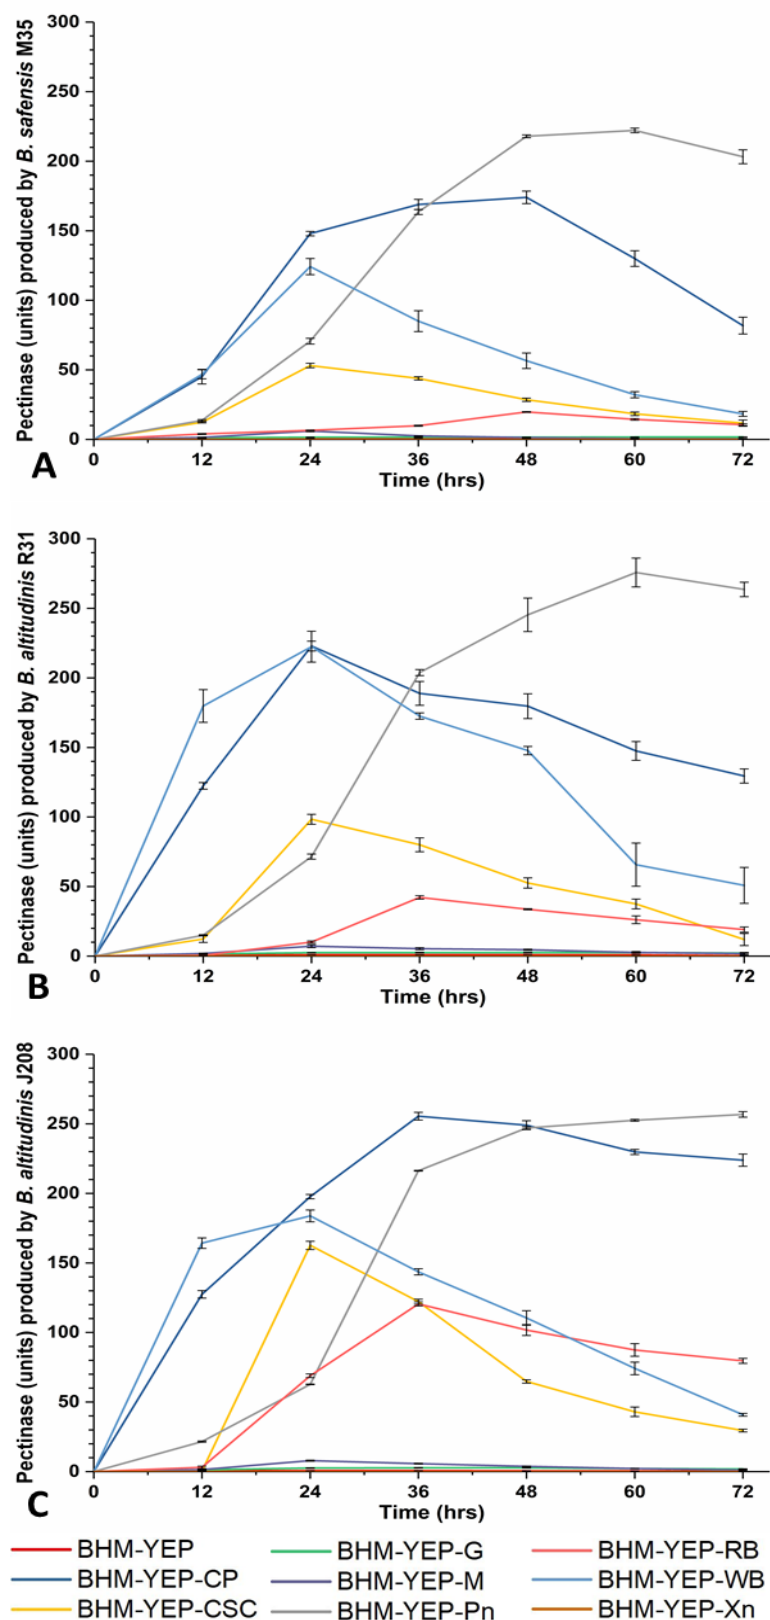 Pectinase (units) produced by B. safensis M35
300
250
200
150
100
50
0
0 12 24 36 48 60 72
Time (hrs)
A
Pectinase (units) produced by B. altitudinis R31
300
250
200
150
100
50
0
0 12 24 36 48 60 72
Time (hrs)
B
Pectinase (units) produced by B. altitudinis J208
300
250
200
150
100
50
0
0 12 24 36 48 60 72
Time (hrs)
C
BHM-YEP BHM-YEP-G BHM-YEP-RB
BHM-YEP-CP BHM-YEP-M BHM-YEP-WB
BHM-YEP-CSC BHM-YEP-Pn BHM-YEP-Xn